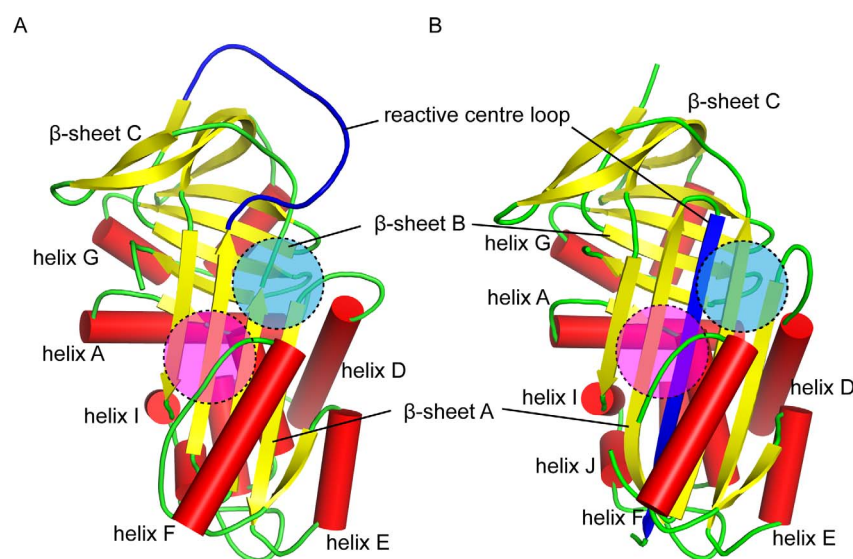 A
B
reactive centre loop
β-sheet C
β-sheet C
β-sheet B
helix G
helix G
helix A
helix A
helix D
helix D
helix I
helix I
β-sheet A
helix J
helix F
helix E
helix F
helix E